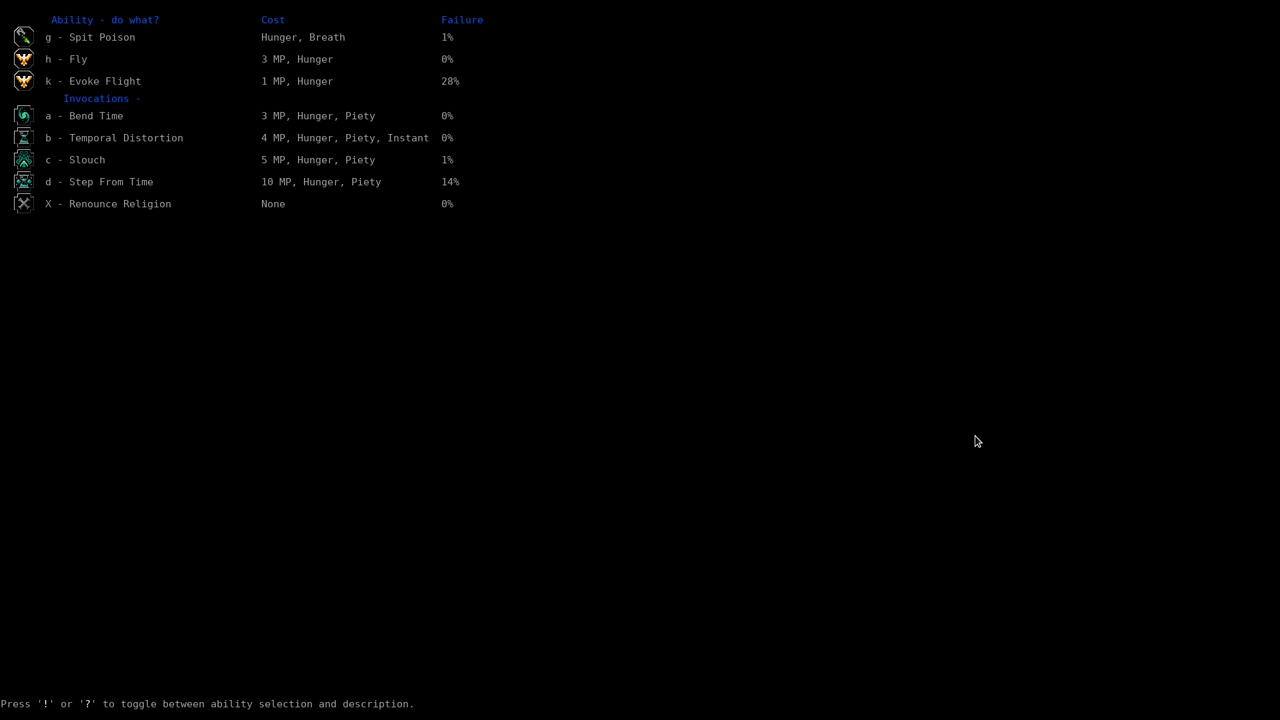 Ability - do what? Cost Failure
g - Spit Poison Hunger, Breath 1%
h - Fly 3 MP, Hunger 0%
k - Evoke Flight 1 MP, Hunger 28%
Invocations -
a - Bend Time 3 MP, Hunger, Piety 0%
b - Temporal Distortion 4 MP, Hunger, Piety, Instant 0%
c - Slouch 5 MP, Hunger, Piety 1%
d - Step From Time 10 MP, Hunger, Piety 14%
X - Renounce Religion None 0%
Press '!' or '?' to toggle between ability selection and description.